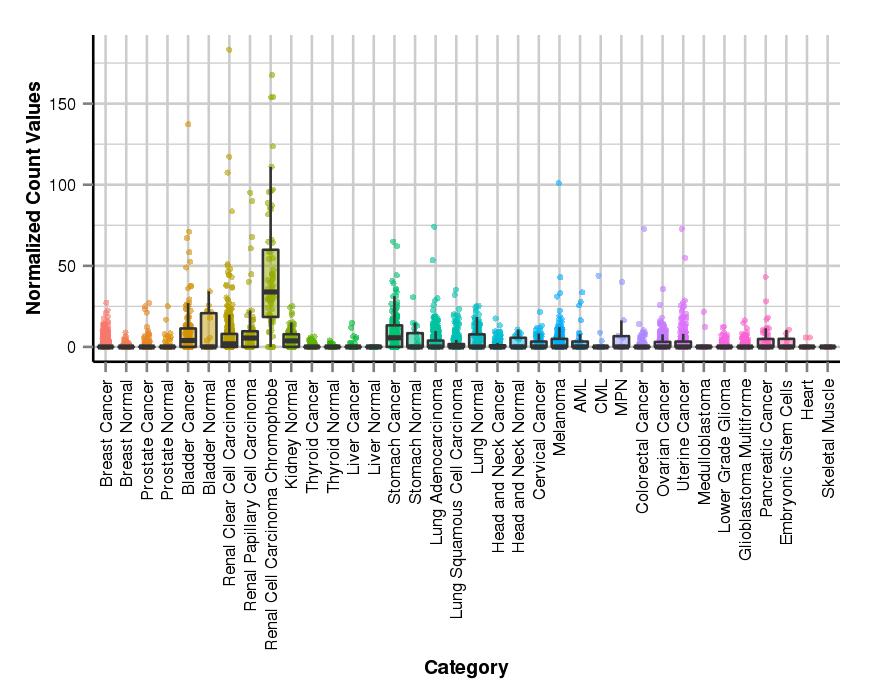 Normalized Count Values
150
100
50
0
Breast Cancer
Breast Normal
Prostate Cancer
Prostate Normal
Bladder Cancer
Bladder Normal
Renal Clear Cell Carcinoma
Renal Papillary Cell Carcinoma
Renal Cell Carcinoma Chromophobe
Kidney Normal
Thyroid Cancer
Thyroid Normal
Liver Cancer
Liver Normal
Stomach Cancer
Stomach Normal
Lung Adenocarcinoma
Lung Squamous Cell Carcinoma
Lung Normal
Head and Neck Cancer
Head and Neck Normal
Cervical Cancer
Melanoma
AML
CML
MPN
Colorectal Cancer
Ovarian Cancer
Uterine Cancer
Medulloblastoma
Lower Grade Glioma
Glioblastoma Multiforme
Pancreatic Cancer
Embryonic Stem Cells
Heart
Skeletal Muscle
Category